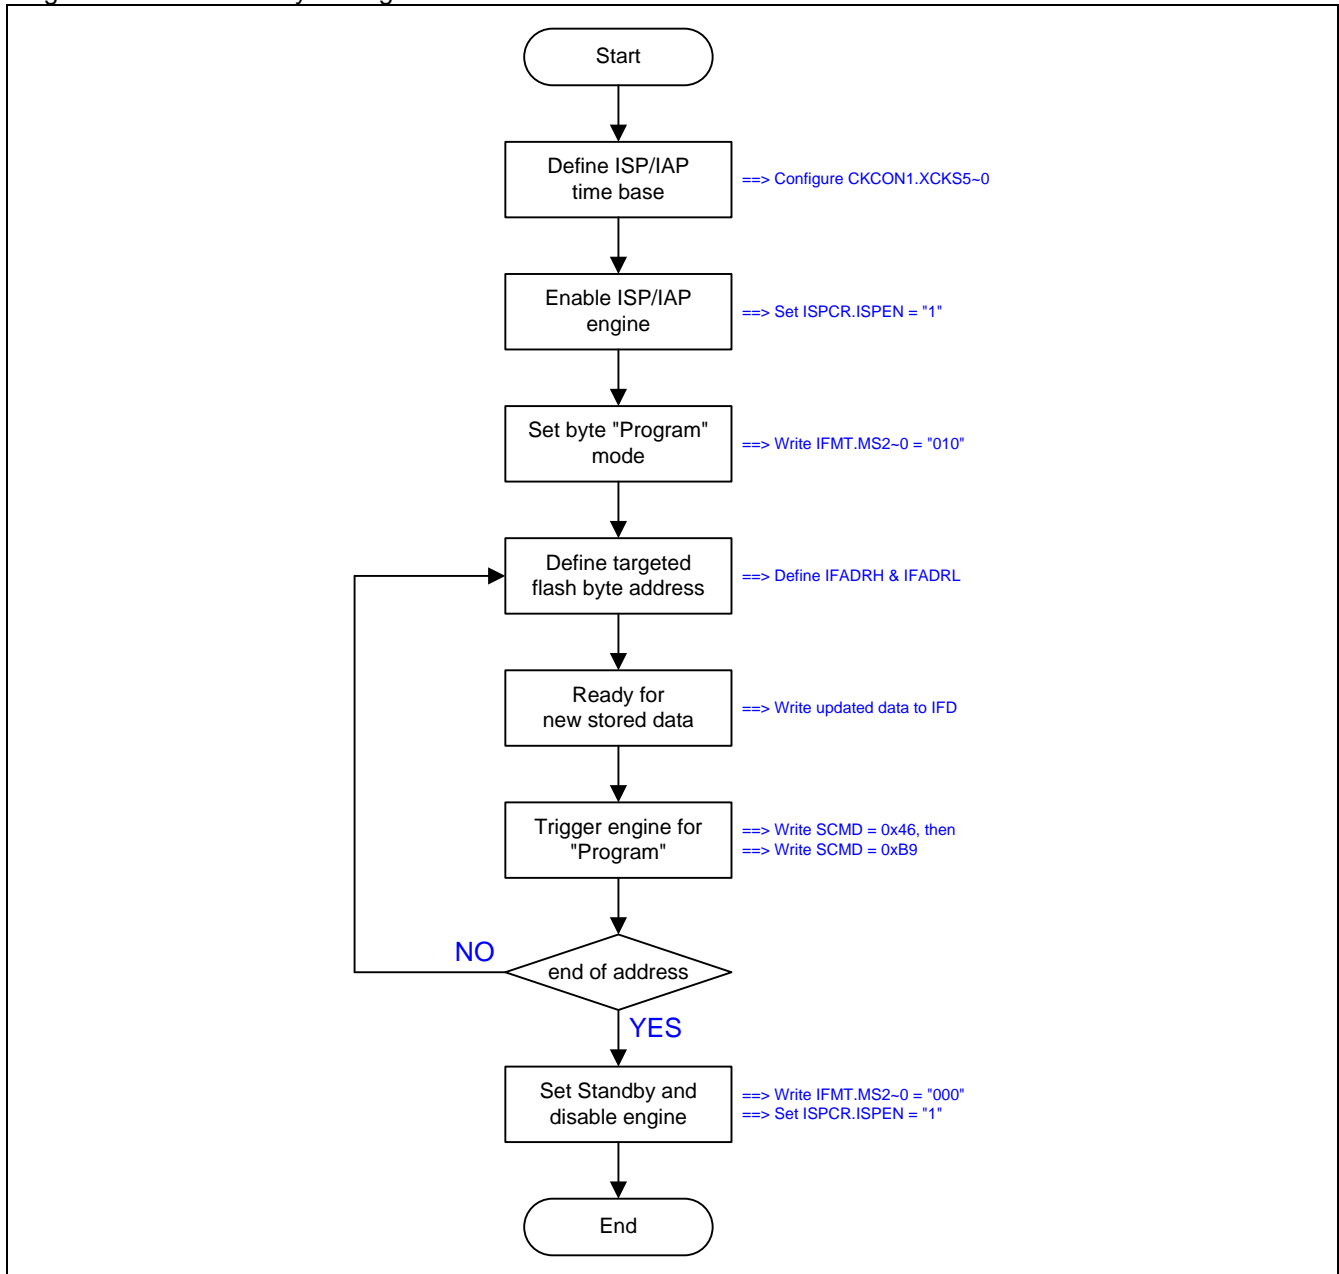 Start
Define ISP/IAP
time base
==> Configure CKCON1.XCKS5~0
Enable ISP/IAP
engine
==> Set ISPCR.ISPEN = "1"
Set byte "Program"
mode
==> Write IFMT.MS2~0 = "010"
Define targeted
flash byte address
==> Define IFADRH & IFADRL
Ready for
new stored data
==> Write updated data to IFD
Trigger engine for
"Program"
==> Write SCMD = 0x46, then
==> Write SCMD = 0xB9
NO
end of address
YES
Set Standby and
disable engine
==> Write IFMT.MS2~0 = "000"
==> Set ISPCR.ISPEN = "1"
End